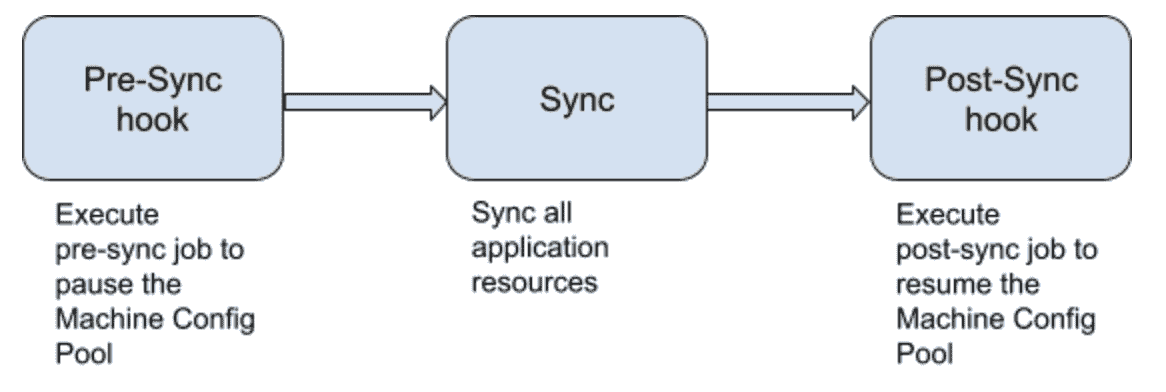 Pre-Sync
hook
Sync
Post-Sync
hook
Execute
pre-sync job to
pause the
Machine Config
Pool
Sync all
application
resources
Execute
post-sync job to
resume the
Machine Config
Pool